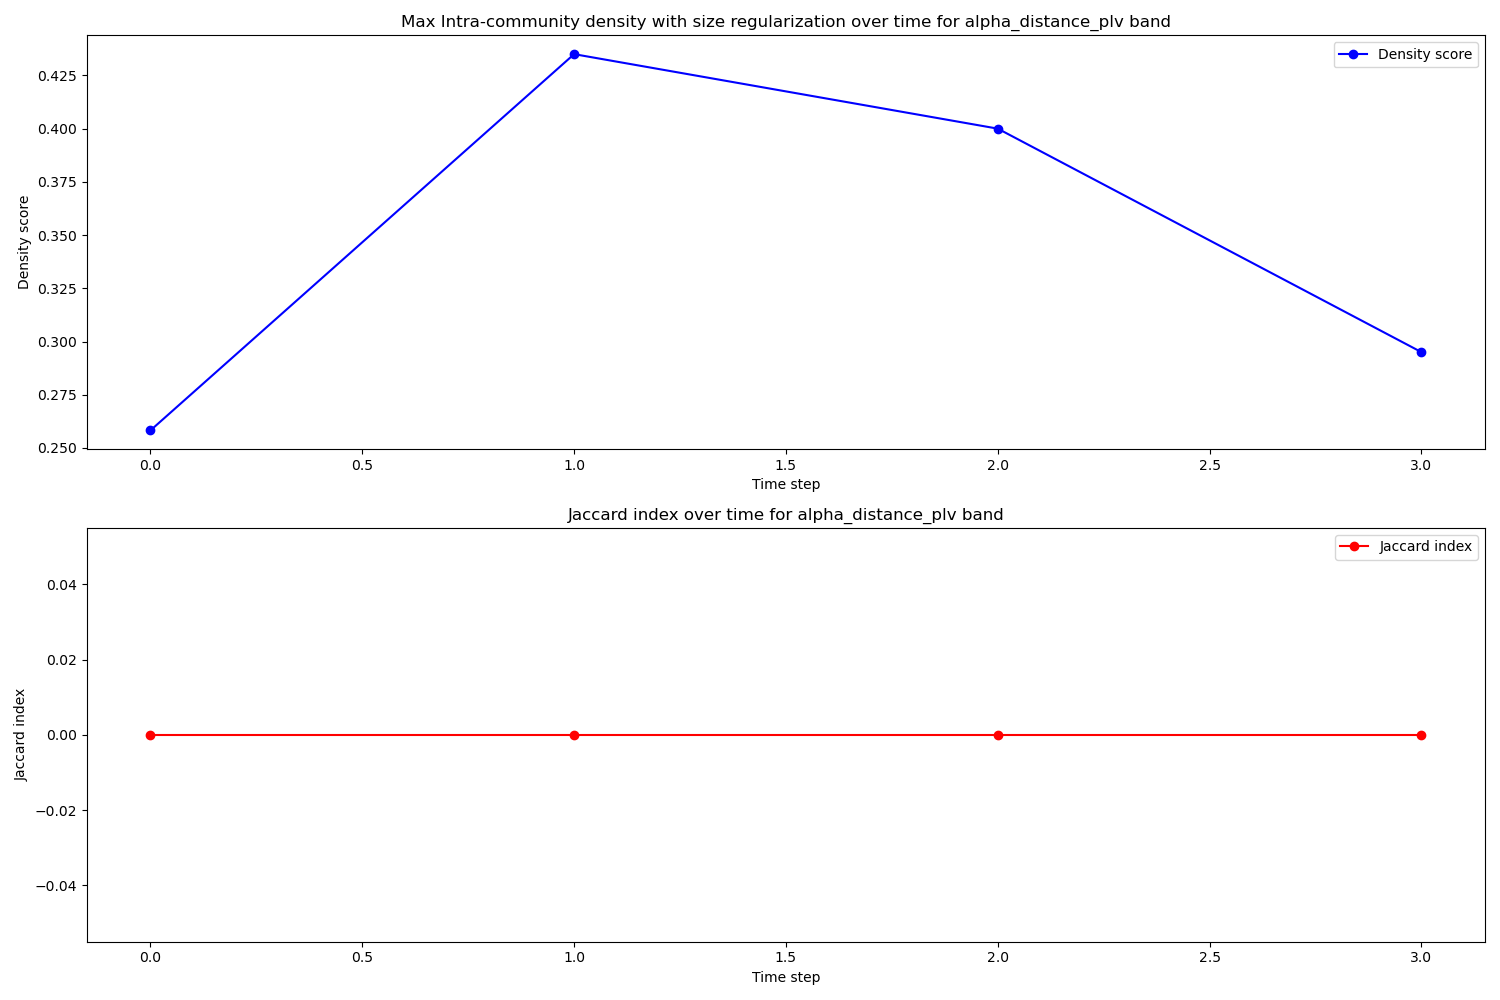 Max Intra-community density with size regularization over time for alpha_distance_plv band
Density score
0.425
0.400
0.375
0.350
0.325
0.300
0.275
0.250
Density score
0.0 0.5 1.0 1.5 2.0 2.5 3.0
Time step
Jaccard index over time for alpha_distance_plv band
Jaccard index
0.04
0.02
0.00
−0.02
−0.04
Jaccard index
0.0 0.5 1.0 1.5 2.0 2.5 3.0
Time step